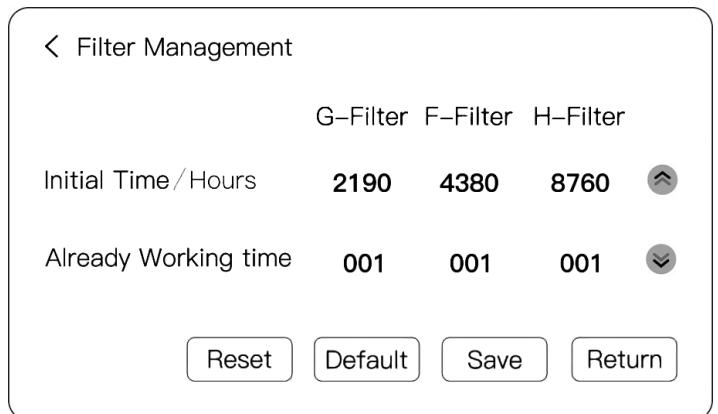 Filter Management
G-Filter F-Filter H-Filter
Initial Time/Hours 2190 4380 8760
Already Working time 001 001 001
Reset Default Save Return